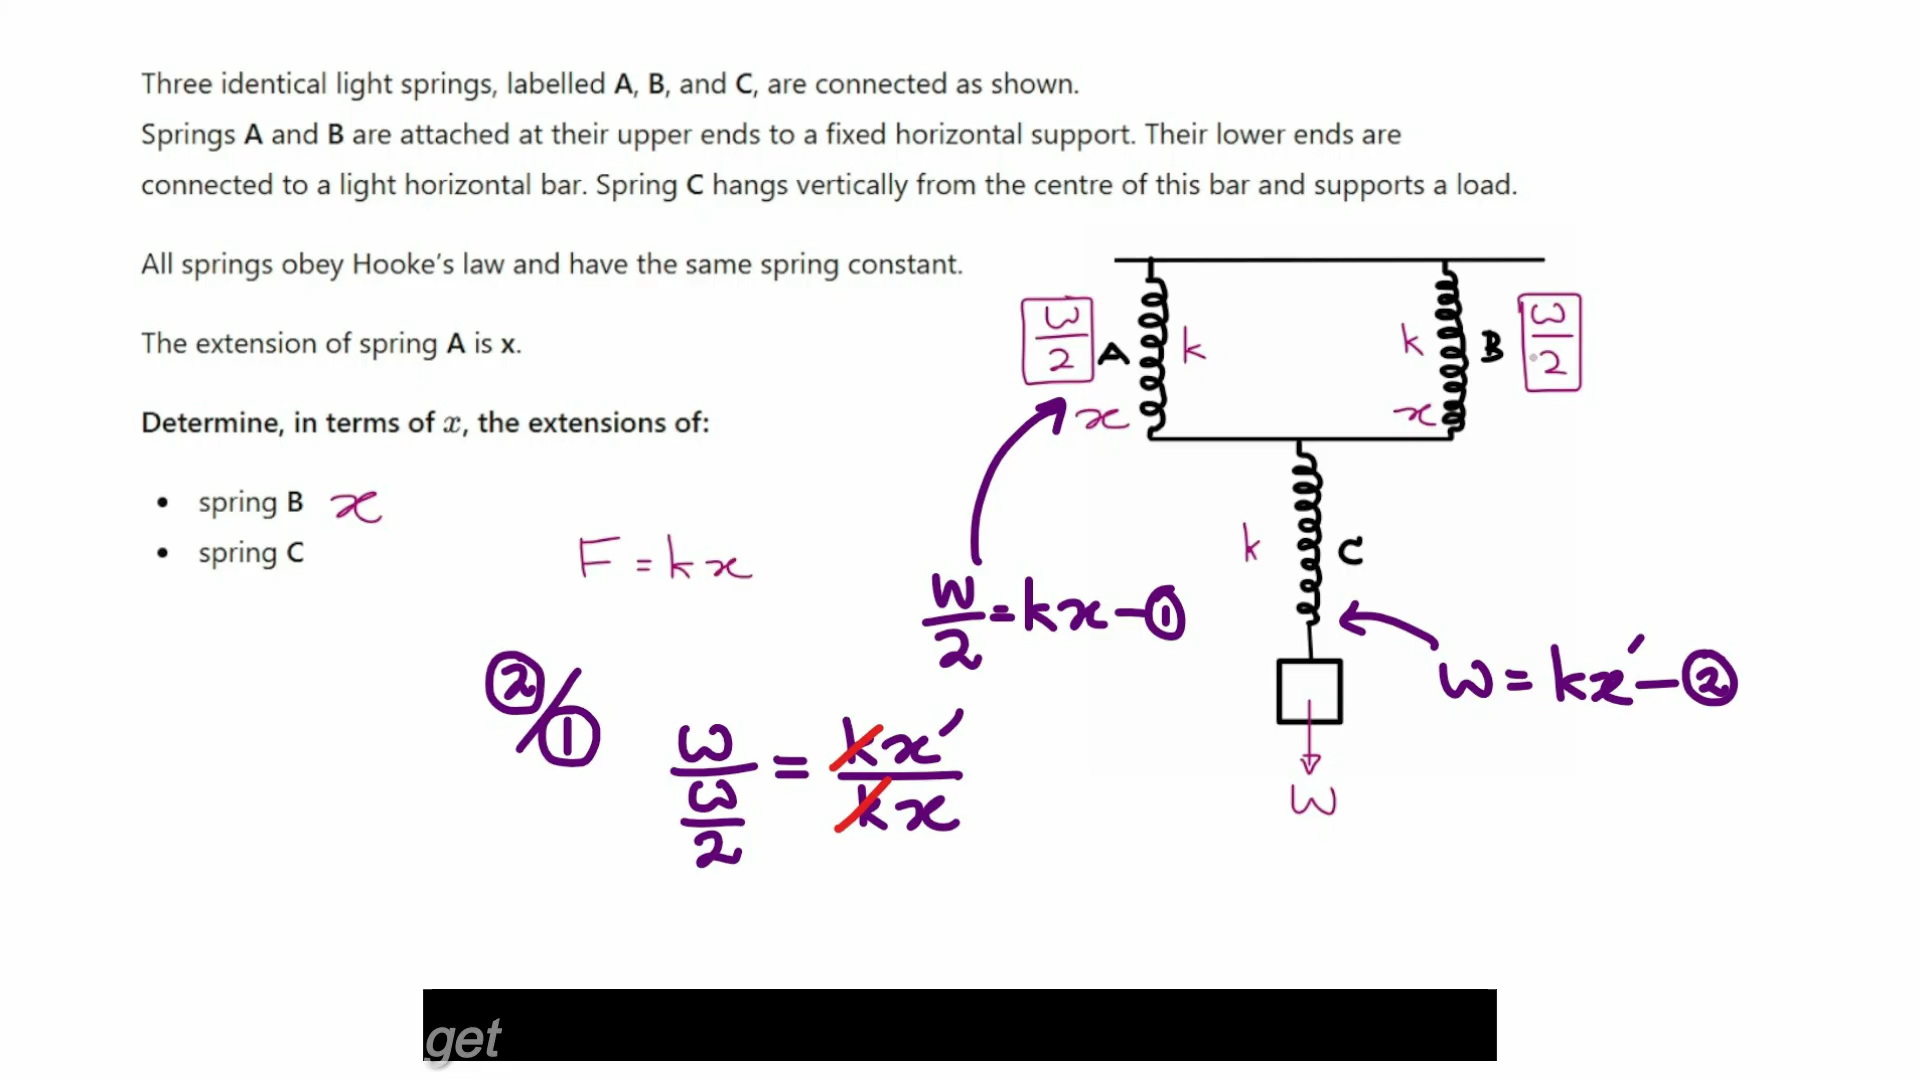 Three identical light springs, labelled A, B, and C, are connected as shown.
Springs A and B are attached at their upper ends to a fixed horizontal support. Their lower ends are
connected to a light horizontal bar. Spring C hangs vertically from the centre of this bar and supports a load.
All springs obey Hooke’s law and have the same spring constant.
The extension of spring A is x.
Determine, in terms of x, the extensions of:
• spring B x
• spring C
F = kx
W/2 A k
x
k B W/2
x
k C
W
W/2 = kx – ①
W = kx′ – ②
②/①
W/(W/2) = kx′/kx
get